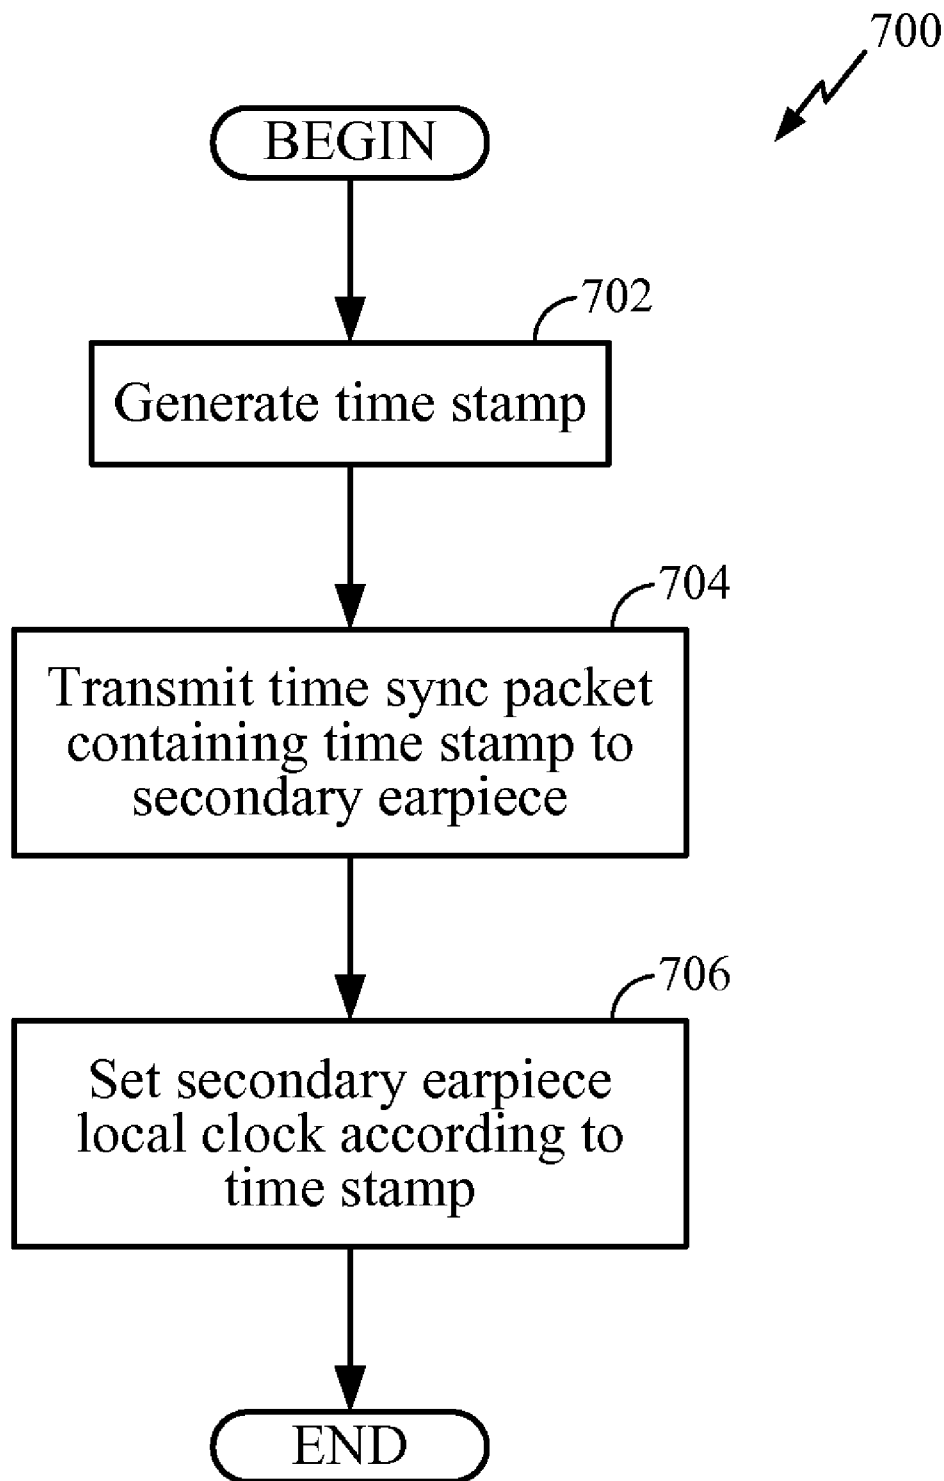 700
BEGIN
702
Generate time stamp
704
Transmit time sync packet
containing time stamp to
secondary earpiece
706
Set secondary earpiece
local clock according to
time stamp
END